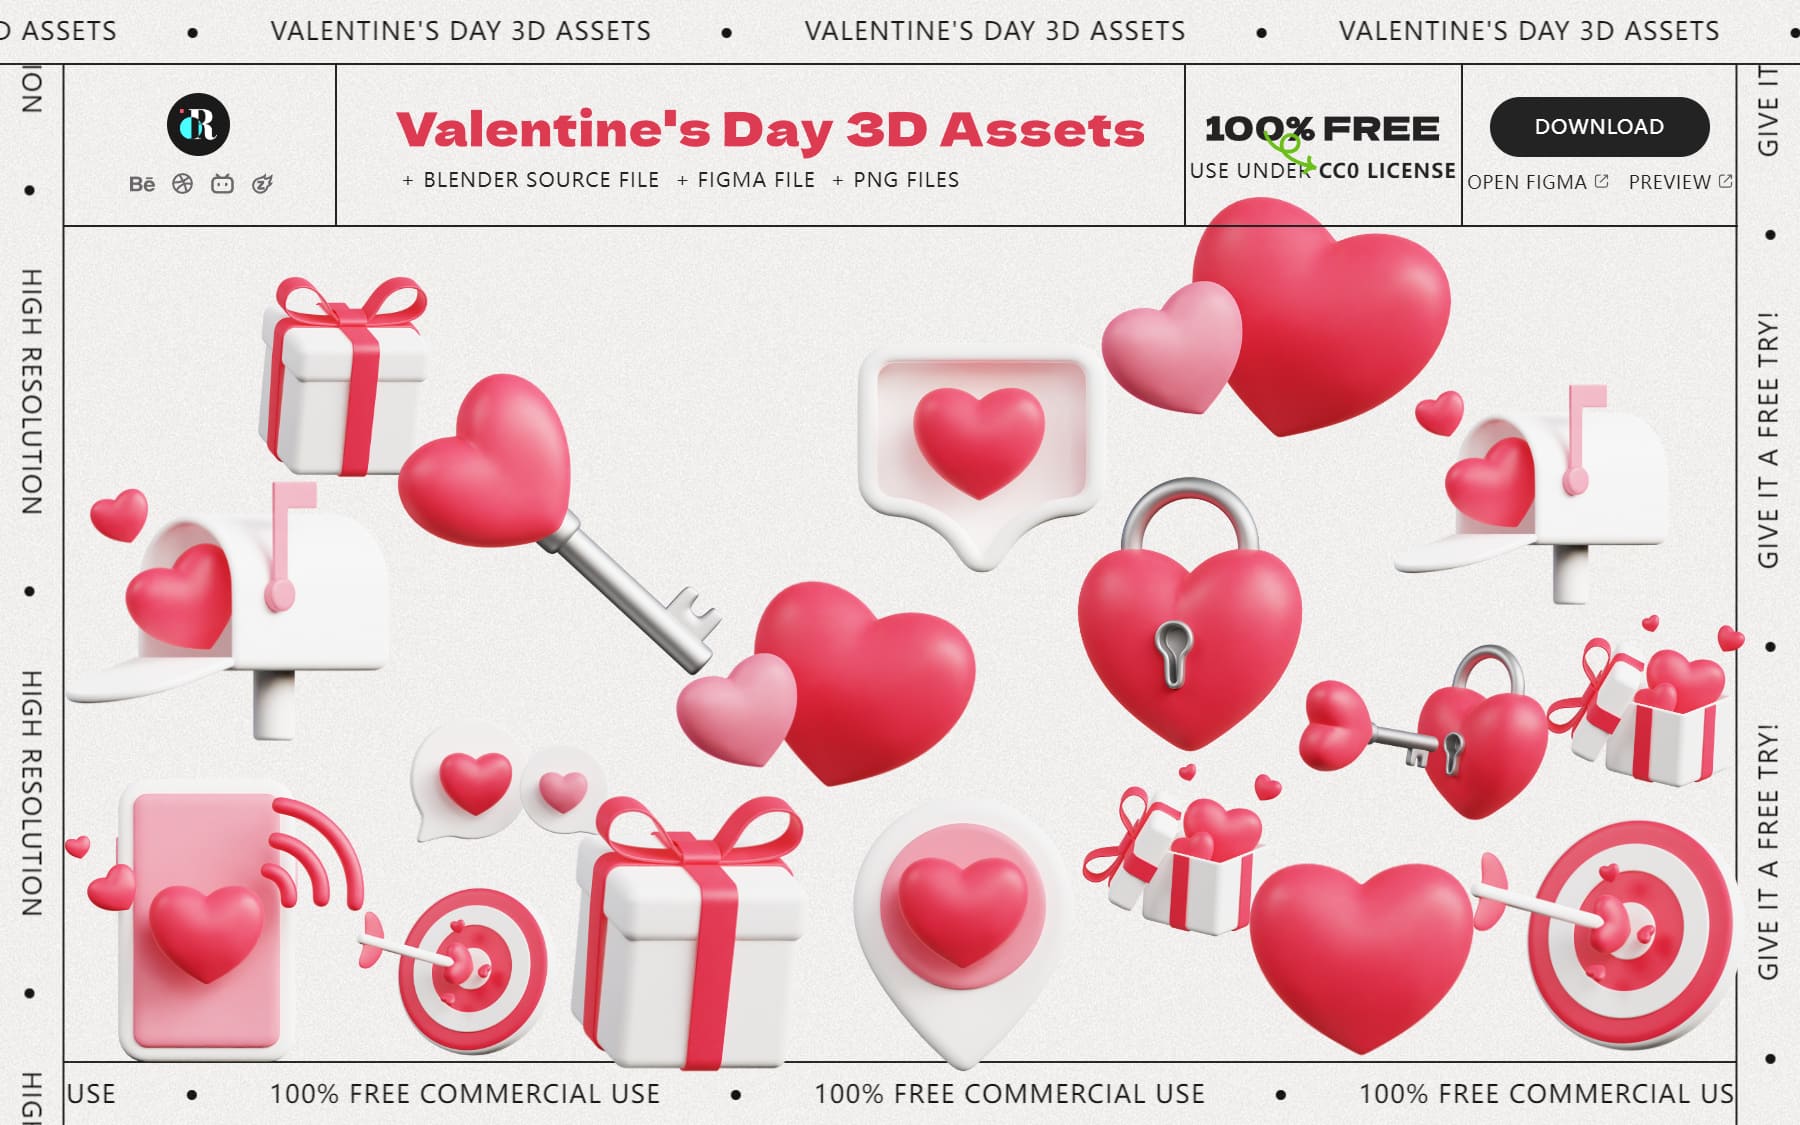 D ASSETS • VALENTINE'S DAY 3D ASSETS • VALENTINE'S DAY 3D ASSETS • VALENTINE'S DAY 3D ASSETS •
R
Bē
Valentine's Day 3D Assets
+ BLENDER SOURCE FILE + FIGMA FILE + PNG FILES
100% FREE
USE UNDER CC0 LICENSE
DOWNLOAD
OPEN FIGMA PREVIEW
ION • HIGH RESOLUTION • HIGH RESOLUTION • HIGH
GIVE IT A FREE TRY! • GIVE IT A FREE TRY! • GIVE IT
USE • 100% FREE COMMERCIAL USE • 100% FREE COMMERCIAL USE • 100% FREE COMMERCIAL US